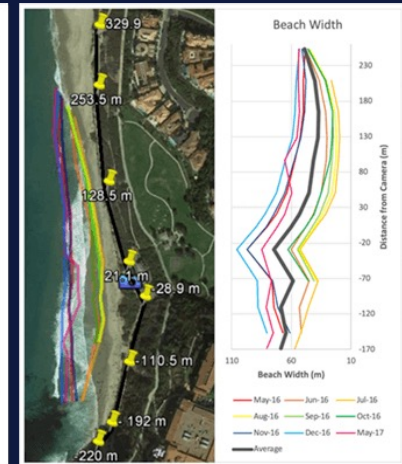 329.9
253.5 m
128.5 m
21.1 m
-28.9 m
-110.5 m
- 192 m
-220 m
Beach Width
230
180
130
80
30
-20
-70
-120
-170
Distance from Camera (m)
110
60
10
Beach Width (m)
May-16
Jun-16
Jul-16
Aug-16
Sep-16
Oct-16
Nov-16
Dec-16
May-17
Average